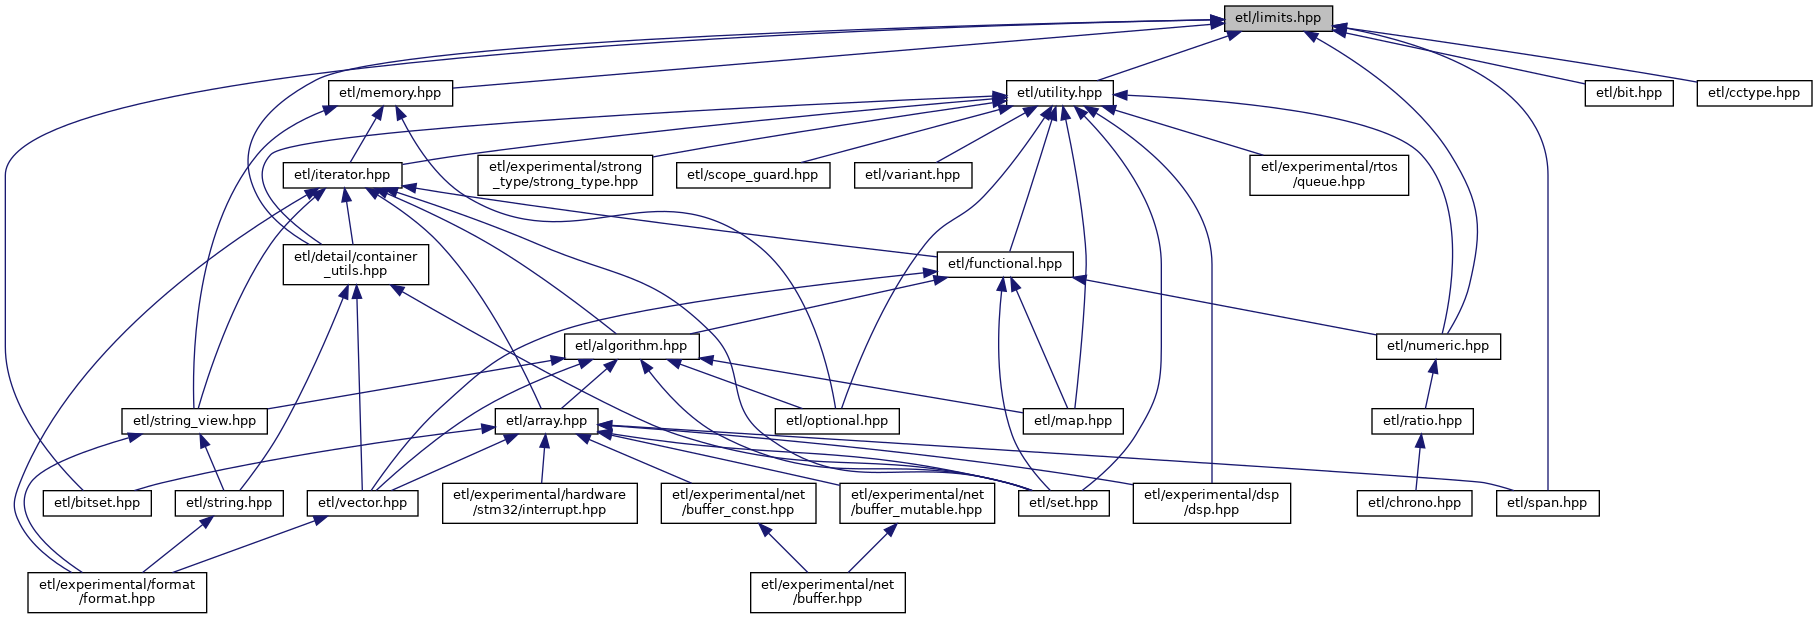 etl/limits.hpp
etl/memory.hpp
etl/utility.hpp
etl/bit.hpp
etl/cctype.hpp
etl/iterator.hpp
etl/experimental/strong
_type/strong_type.hpp
etl/scope_guard.hpp
etl/variant.hpp
etl/experimental/rtos
/queue.hpp
etl/detail/container
_utils.hpp
etl/functional.hpp
etl/algorithm.hpp
etl/numeric.hpp
etl/string_view.hpp
etl/array.hpp
etl/optional.hpp
etl/map.hpp
etl/ratio.hpp
etl/bitset.hpp
etl/string.hpp
etl/vector.hpp
etl/experimental/hardware
/stm32/interrupt.hpp
etl/experimental/net
/buffer_const.hpp
etl/experimental/net
/buffer_mutable.hpp
etl/set.hpp
etl/experimental/dsp
/dsp.hpp
etl/chrono.hpp
etl/span.hpp
etl/experimental/format
/format.hpp
etl/experimental/net
/buffer.hpp